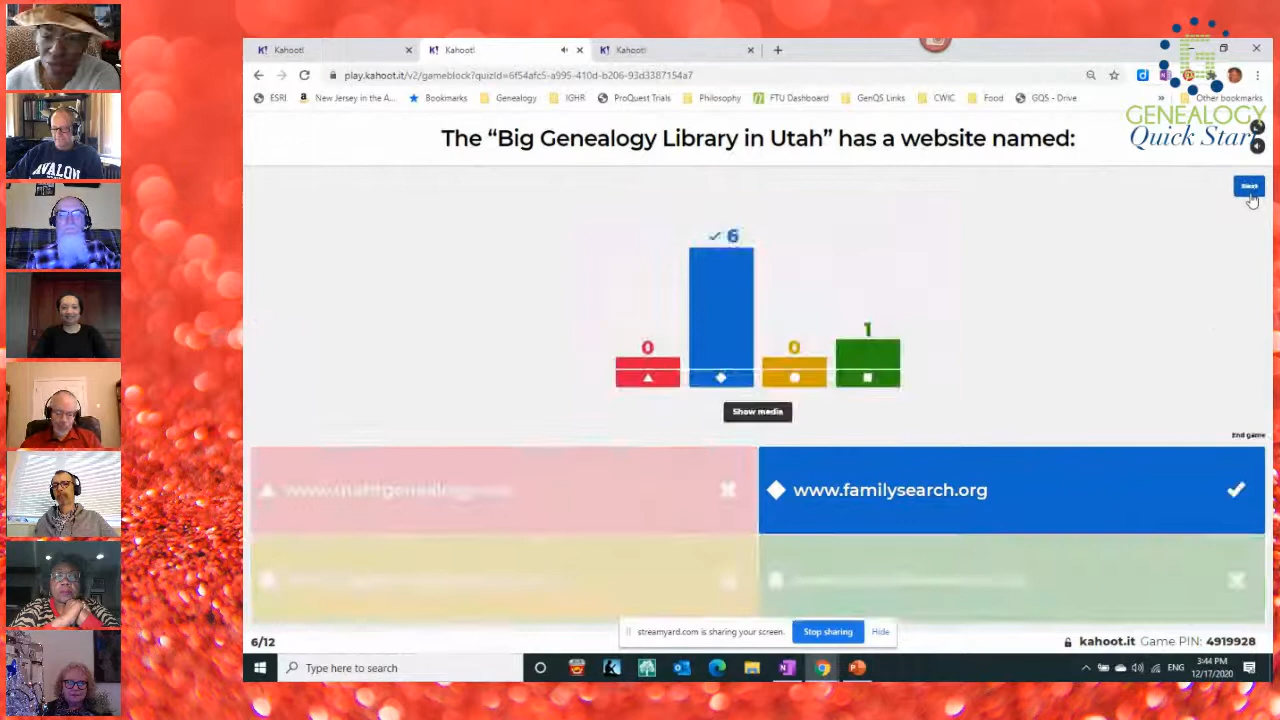 Kahoot!
Kahoot!
Kahoot!
play.kahoot.it/v2/gameblock?quizId=6f54afc5-a995-410d-b206-93d3387154a7
ESRI
New Jersey in the A...
Bookmarks
Genealogy
IGHR
ProQuest Trials
Philosophy
FTU Dashboard
GenQS Links
CWIC
Food
GQS - Drive
Other bookmarks
GENEALOGY
Quick Start
The “Big Genealogy Library in Utah” has a website named:
AVALON
0
6
0
1
Show media
End game
www.familysearch.org
streamyard.com is sharing your screen.
Stop sharing
Hide
6/12
kahoot.it Game PIN: 4919928
Type here to search
ENG
3:44 PM
12/17/2020